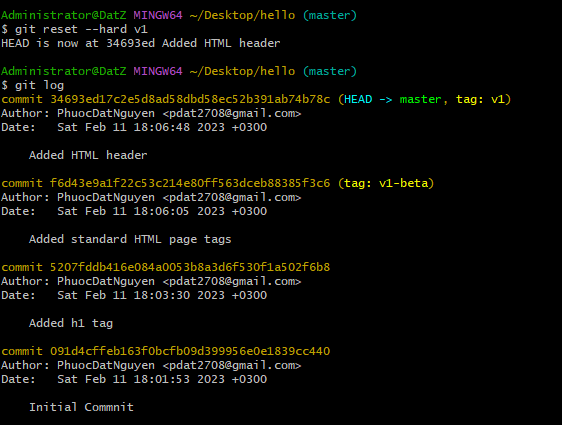 Administrator@DatZ MINGW64 ~/Desktop/hello (master)
$ git reset --hard v1
HEAD is now at 34693ed Added HTML header

Administrator@DatZ MINGW64 ~/Desktop/hello (master)
$ git log
commit 34693ed17c2e5d8ad58dbd58ec52b391ab74b78c (HEAD -> master, tag: v1)
Author: PhuocDatNguyen <pdat2708@gmail.com>
Date:   Sat Feb 11 18:06:48 2023 +0300

    Added HTML header

commit f6d43e9a1f22c53c214e80ff563dceb88385f3c6 (tag: v1-beta)
Author: PhuocDatNguyen <pdat2708@gmail.com>
Date:   Sat Feb 11 18:06:05 2023 +0300

    Added standard HTML page tags

commit 5207fddb416e084a0053b8a3d6f530f1a502f6b8
Author: PhuocDatNguyen <pdat2708@gmail.com>
Date:   Sat Feb 11 18:03:30 2023 +0300

    Added h1 tag

commit 091d4cffeb163f0bcfb09d399956e0e1839cc440
Author: PhuocDatNguyen <pdat2708@gmail.com>
Date:   Sat Feb 11 18:01:53 2023 +0300

    Initial Commnit